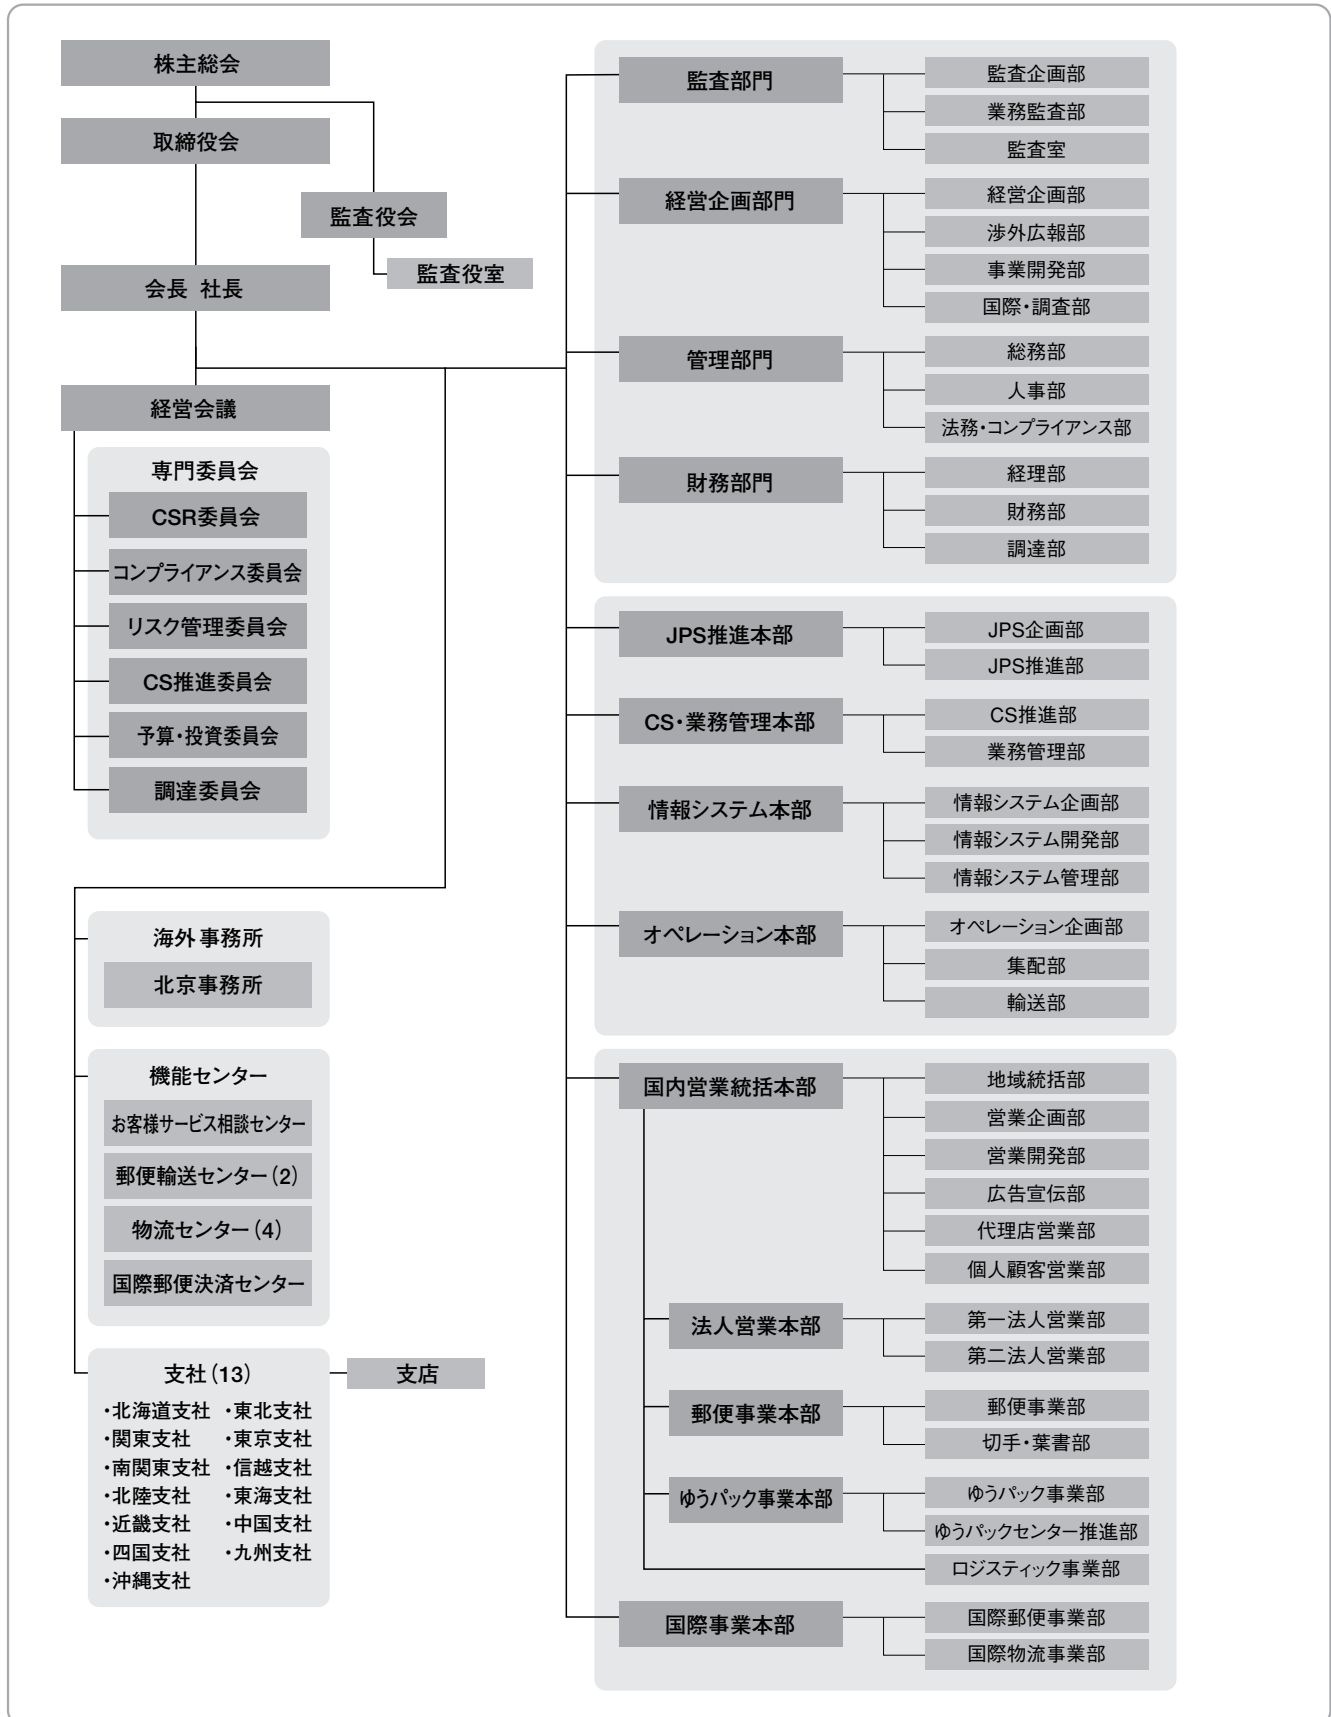 株主総会
取締役会
監査役会
監査役室
会長 社長
経営会議
専門委員会
CSR委員会
コンプライアンス委員会
リスク管理委員会
CS推進委員会
予算・投資委員会
調達委員会
海外事務所
北京事務所
機能センター
お客様サービス相談センター
郵便輸送センター(2)
物流センター(4)
国際郵便決済センター
支社(13)
支店
・北海道支社 ・東北支社
・関東支社 ・東京支社
・南関東支社 ・信越支社
・北陸支社 ・東海支社
・近畿支社 ・中国支社
・四国支社 ・九州支社
・沖縄支社
監査部門
監査企画部
業務監査部
監査室
経営企画部門
経営企画部
渉外広報部
事業開発部
国際・調査部
管理部門
総務部
人事部
法務・コンプライアンス部
財務部門
経理部
財務部
調達部
JPS推進本部
JPS企画部
JPS推進部
CS・業務管理本部
CS推進部
業務管理部
情報システム本部
情報システム企画部
情報システム開発部
情報システム管理部
オペレーション本部
オペレーション企画部
集配部
輸送部
国内営業統括本部
地域統括部
営業企画部
営業開発部
広告宣伝部
代理店営業部
個人顧客営業部
法人営業本部
第一法人営業部
第二法人営業部
郵便事業本部
郵便事業部
切手・葉書部
ゆうパック事業本部
ゆうパック事業部
ゆうパックセンター推進部
ロジスティック事業部
国際事業本部
国際郵便事業部
国際物流事業部